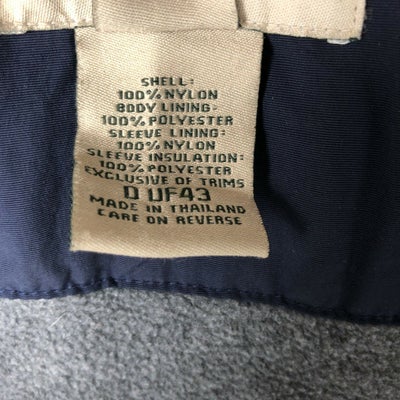 SHELL:
100% NYLON
BODY LINING:
100% POLYESTER
SLEEVE LINING:
100% NYLON
SLEEVE INSULATION:
100% POLYESTER
EXCLUSIVE OF TRIMS
D UF43
MADE IN THAILAND
CARE ON REVERSE